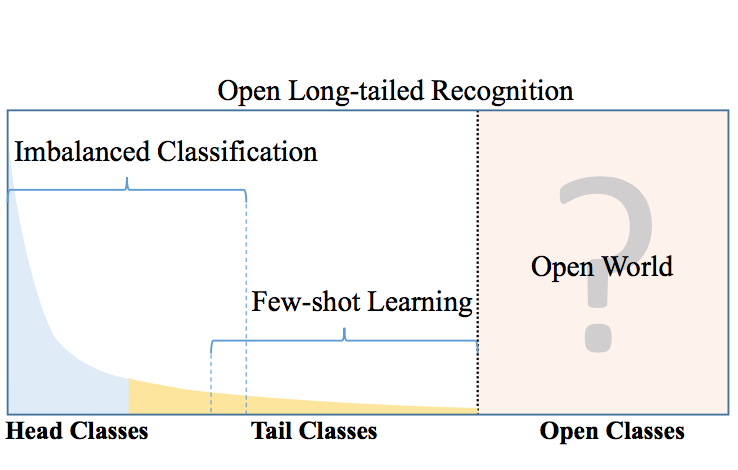 Open Long-tailed Recognition
Imbalanced Classification
?
Open World
Few-shot Learning
Head Classes
Tail Classes
Open Classes